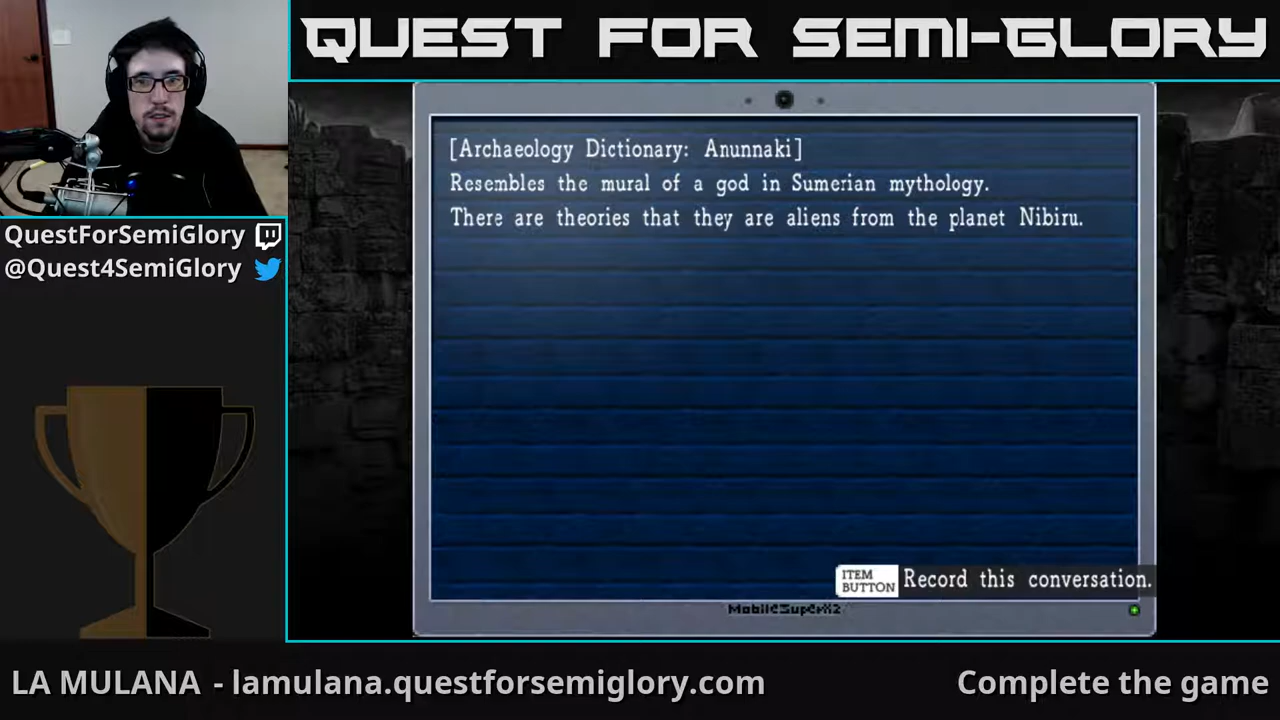 QUEST FOR SEMI-GLORY
[Archaeology Dictionary: Anunnaki]
Resembles the mural of a god in Sumerian mythology.
There are theories that they are aliens from the planet Nibiru.
QuestForSemiGlory
@Quest4SemiGlory
ITEM BUTTON Record this conversation.
MobileSuperX2
LA MULANA - lamulana.questforsemiglory.com
Complete the game